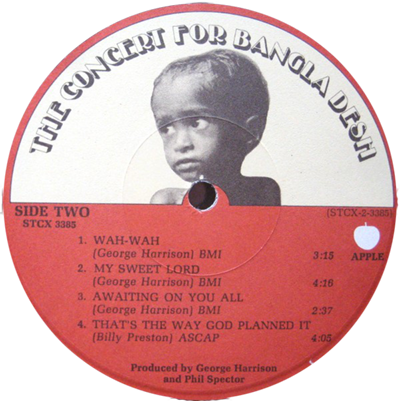 THE CONCERT FOR BANGLA DESH
SIDE TWO
STCX 3385
(STCX-2-3385)
1. WAH-WAH
(George Harrison) BMI 3:15
APPLE
2. MY SWEET LORD
(George Harrison) BMI 4:16
3. AWAITING ON YOU ALL
(George Harrison) BMI 2:37
4. THAT'S THE WAY GOD PLANNED IT
(Billy Preston) ASCAP 4:05
Produced by George Harrison
and Phil Spector